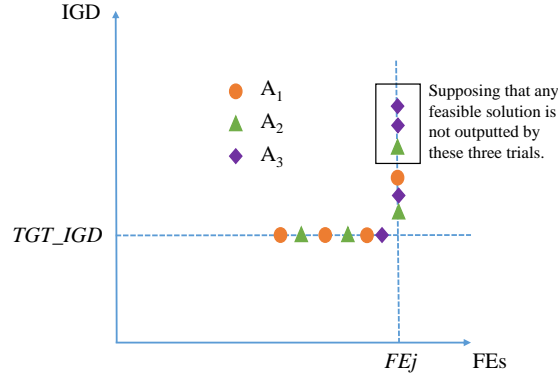 IGD
A1
A2
A3
Supposing that any
feasible solution is
not outputted by
these three trials.
TGT_IGD
FEj
FEs